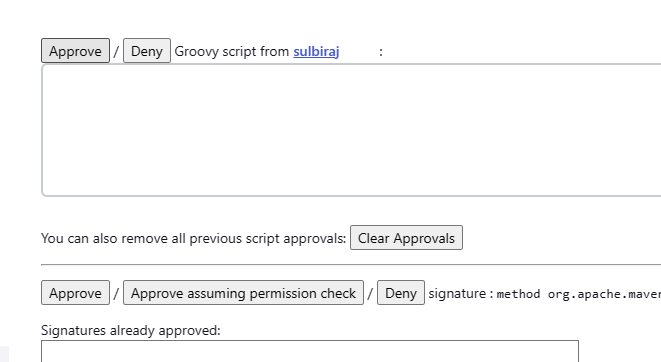 Approve / Deny Groovy script from sulbiraj :
You can also remove all previous script approvals: Clear Approvals
Approve / Approve assuming permission check / Deny signature : method org.apache.maven
Signatures already approved: